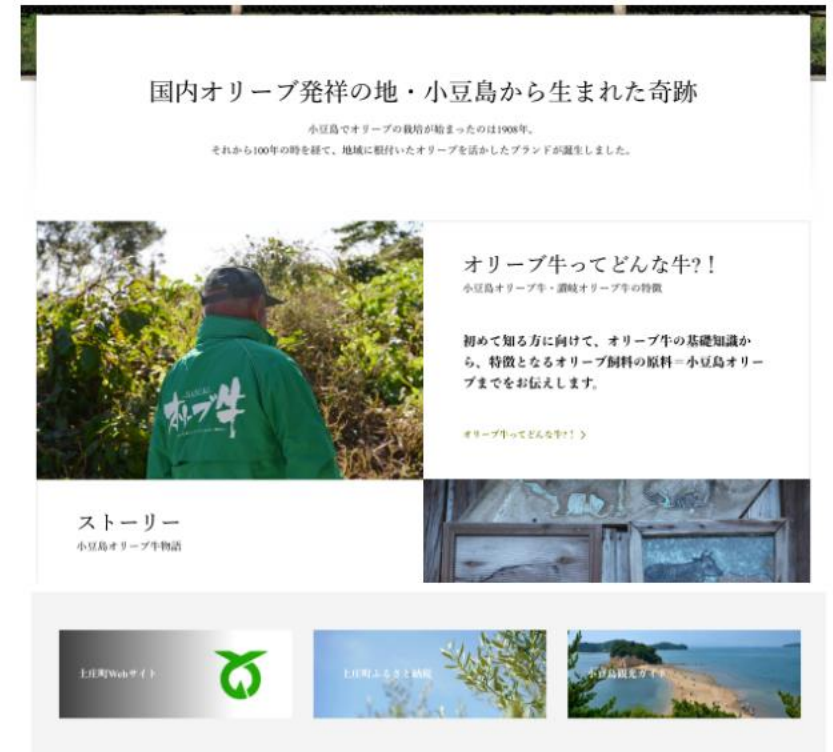 国内オリーブ発祥の地・小豆島から生まれた奇跡
小豆島でオリーブの栽培が始まったのは1908年。
それから100年の時を経て、地域に根付いたオリーブを活かしたブランドが誕生しました。
オリーブ牛ってどんな牛?!
小豆島オリーブ牛・讃岐オリーブ牛の特徴
初めて知る方に向けて、オリーブ牛の基礎知識か
ら、特徴となるオリーブ飼料の原料＝小豆島オリー
ブまでをお伝えします。
オリーブ牛ってどんな牛?! >
オリーブ牛
ストーリー
小豆島オリーブ牛物語
土庄町Webサイト
土庄町ふるさと納税
小豆島観光ガイド